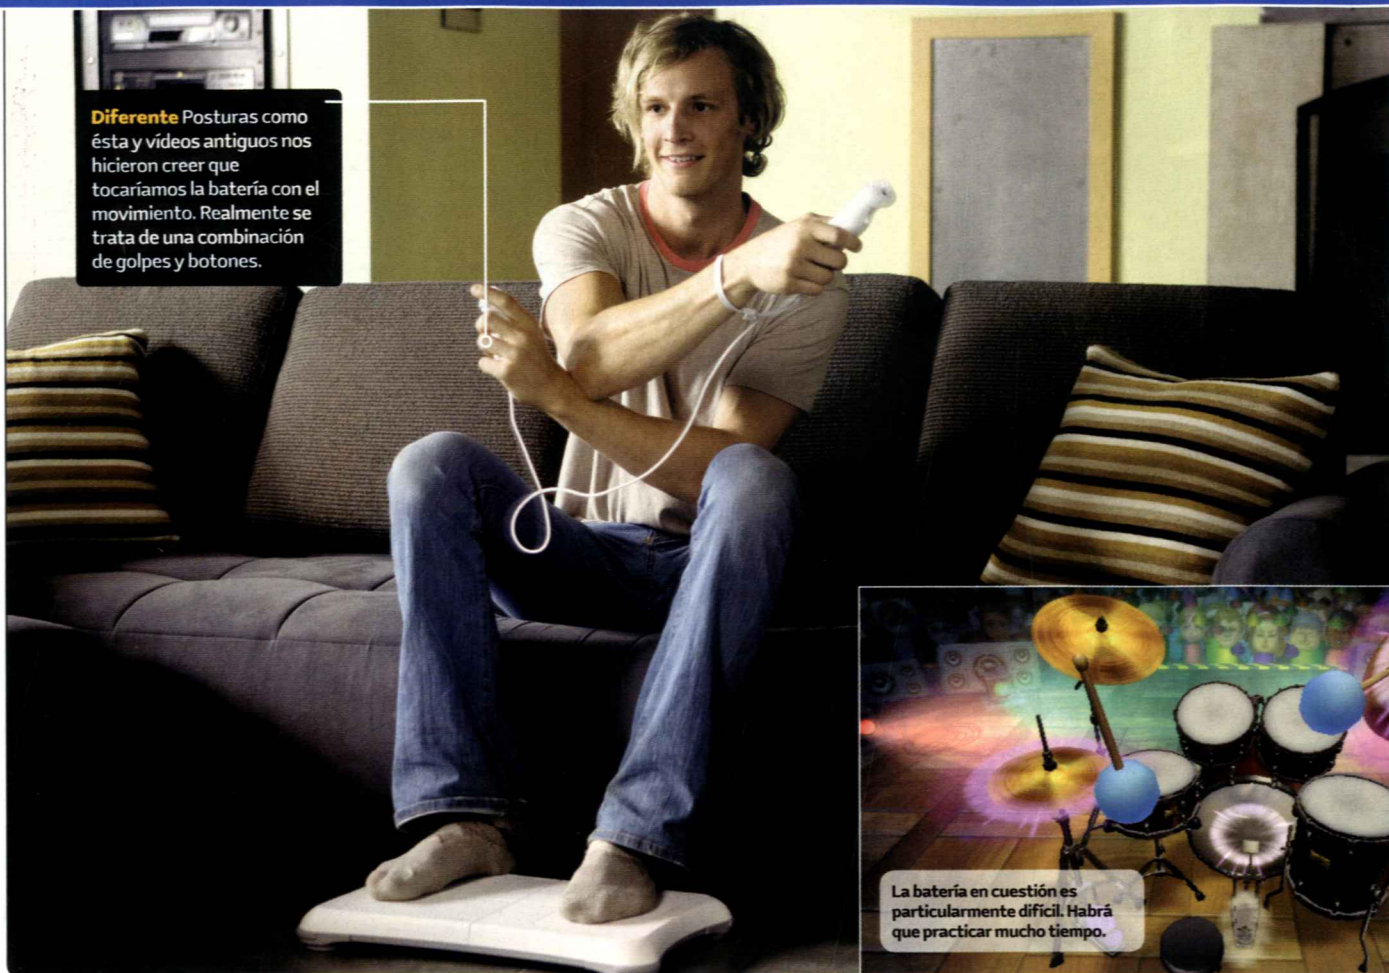 Diferente Posturas como
ésta y vídeos antiguos nos
hicieron creer que
tocaríamos la batería con el
movimiento. Realmente se
trata de una combinación
de golpes y botones.
La batería en cuestión es
particularmente difícil. Habrá
que practicar mucho tiempo.